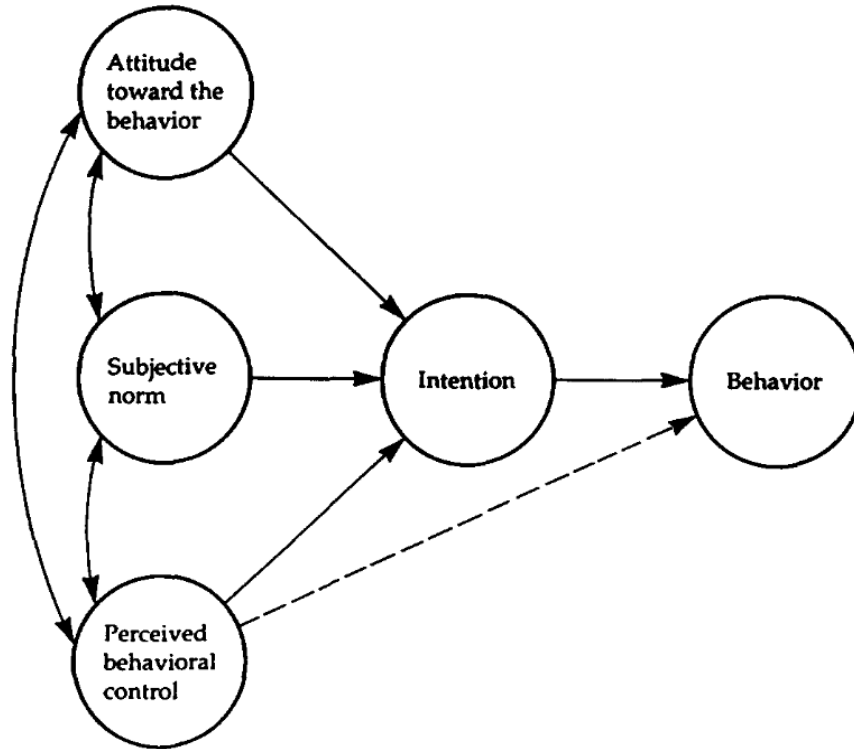 Attitude
toward the
behavior
Subjective
norm
Intention
Behavior
Perceived
behavioral
control